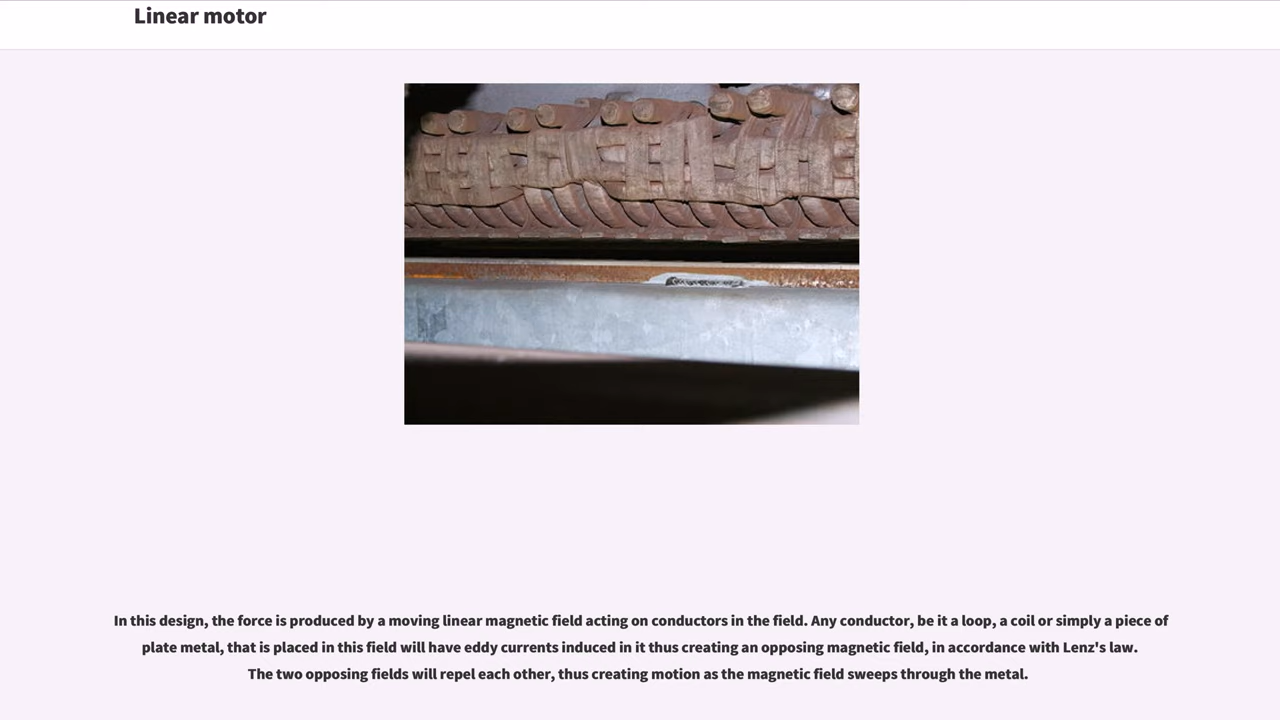 Linear motor
In this design, the force is produced by a moving linear magnetic field acting on conductors in the field. Any conductor, be it a loop, a coil or simply a piece of
plate metal, that is placed in this field will have eddy currents induced in it thus creating an opposing magnetic field, in accordance with Lenz's law.
The two opposing fields will repel each other, thus creating motion as the magnetic field sweeps through the metal.